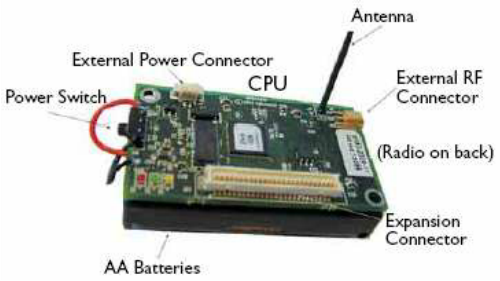 Antenna
External Power Connector
CPU
External RF
Connector
Power Switch
(Radio on back)
Expansion
Connector
AA Batteries